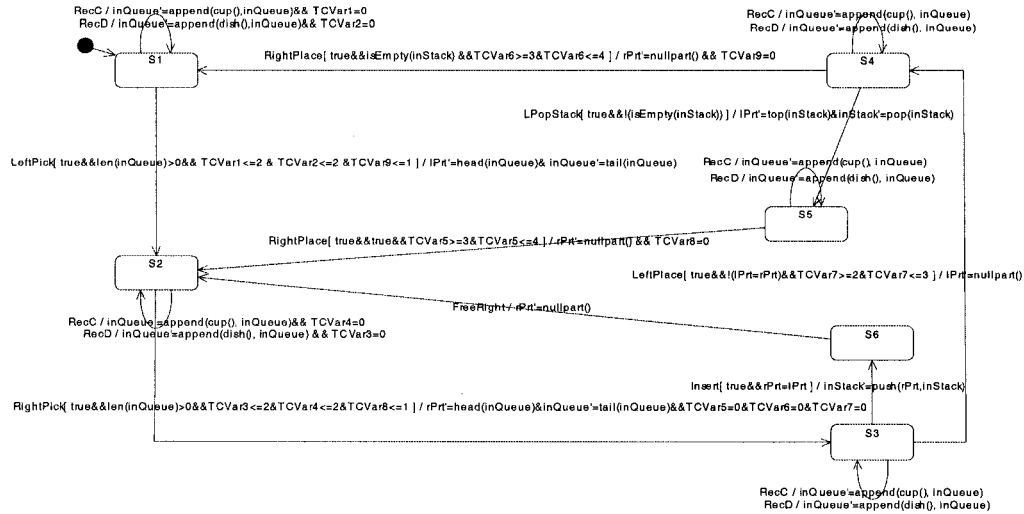 RecC / inQueue'=append(cup(),inQueue)&& TCVar1=0
RecD / inQueue'=append(dish(),inQueue)&& TCVar2=0
RecC / inQueue'=append(cup(), inQueue)
RecD / inQueue'=append(dish(), inQueue)
S1
RightPlace[ true&&isEmpty(inStack) &&TCVar6>=3&TCVar6<=4 ] / rPrt'=nullpart() && TCVar9=0
S4
LPopStack[ true&&!(isEmpty(inStack)) ] / lPrt'=top(inStack)&inStack'=pop(inStack)
LeftPick[ true&&len(inQueue)>0&& TCVar1<=2 & TCVar2<=2 &TCVar9<=1 ] / lPrt'=head(inQueue)& inQueue'=tail(inQueue)
RecC / inQueue'=append(cup(), inQueue)
RecD / inQueue'=append(dish(), inQueue)
S5
RightPlace[ true&&true&&TCVar5>=3&TCVar5<=4 ] / rPrt'=nullpart() && TCVar8=0
S2
LeftPlace[ true&&!(lPrt=rPrt)&&TCVar7>=2&TCVar7<=3 ] / lPrt'=nullpart()
FreeRight / rPrt'=nullpart()
RecC / inQueue'=append(cup(), inQueue)&& TCVar4=0
RecD / inQueue'=append(dish(), inQueue) && TCVar3=0
S6
Insert[ true&&rPrt=lPrt ] / inStack'=push(rPrt,inStack)
RightPick[ true&&len(inQueue)>0&&TCVar3<=2&TCVar4<=2&TCVar8<=1 ] / rPrt'=head(inQueue)&inQueue'=tail(inQueue)&&TCVar5=0&TCVar6=0&TCVar7=0
S3
RecC / inQueue'=append(cup(), inQueue)
RecD / inQueue'=append(dish(), inQueue)